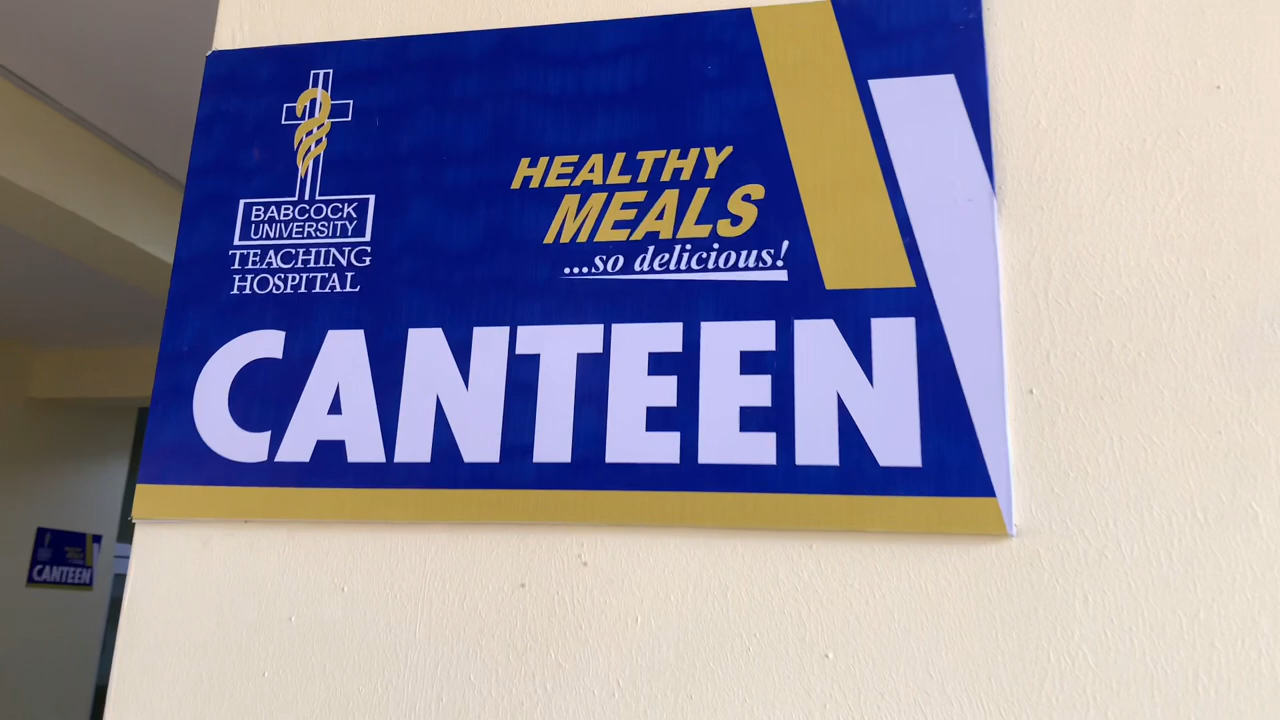 BABCOCK
UNIVERSITY
TEACHING
HOSPITAL
HEALTHY
MEALS
...so delicious!
CANTEEN
CANTEEN